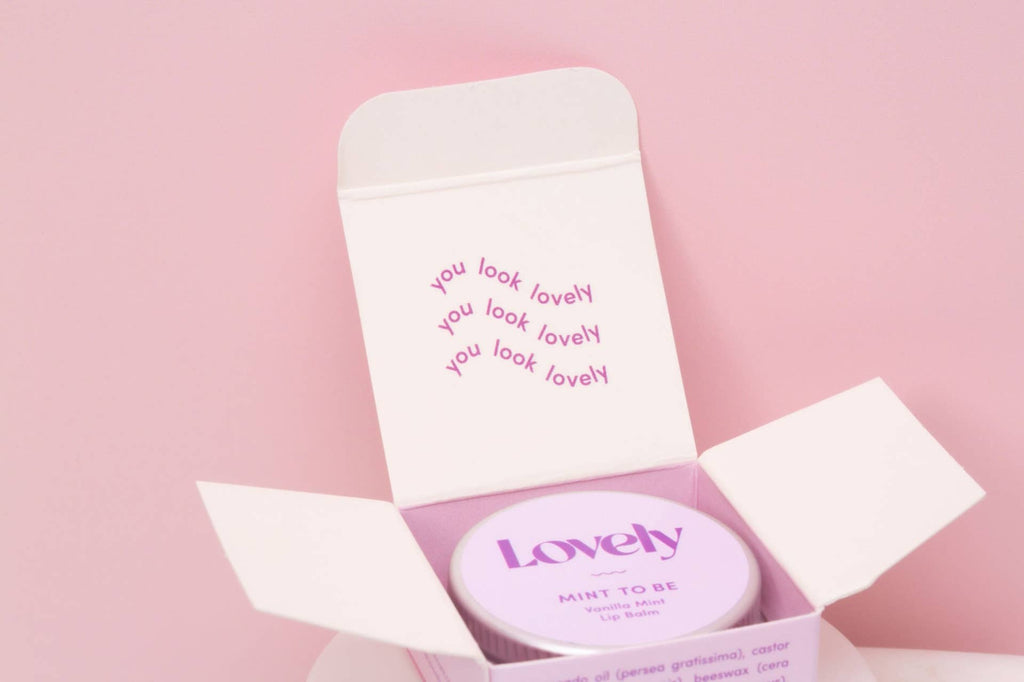 you look lovely
you look lovely
you look lovely
Lovely
MINT TO BE
Vanilla Mint
Lip Balm
oil (persea gratissima), castor
beeswax (cera